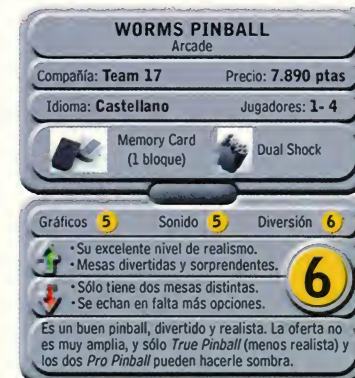 WORMS PINBALL
Arcade
Compañía: Team 17 Precio: 7.890 ptas
Idioma: Castellano Jugadores: 1- 4
Memory Card
(1 bloque)
Dual Shock
Gráficos 5 Sonido 5 Diversión 6
•Su excelente nivel de realismo.
•Mesas divertidas y sorprendentes.
•Sólo tiene dos mesas distintas.
•Se echan en falta más opciones.
6
Es un buen pinball, divertido y realista. La oferta no
es muy amplia, y sólo True Pinball (menos realista) y
los dos Pro Pinball pueden hacerle sombra.